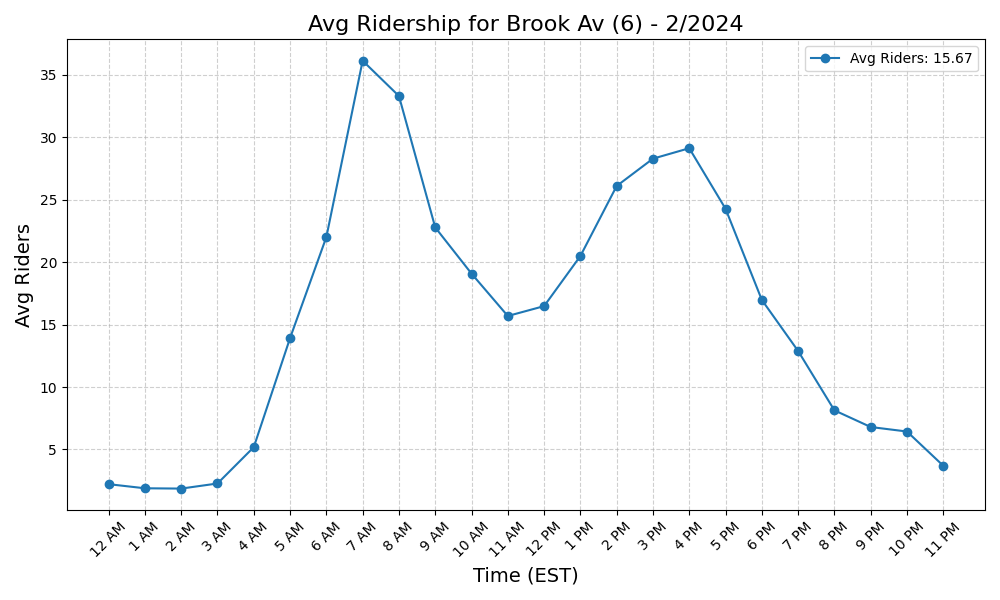 Avg Ridership for Brook Av (6) - 2/2024
Avg Riders: 15.67
Avg Riders
35
30
25
20
15
10
5
12 AM
1 AM
2 AM
3 AM
4 AM
5 AM
6 AM
7 AM
8 AM
9 AM
10 AM
11 AM
12 PM
1 PM
2 PM
3 PM
4 PM
5 PM
6 PM
7 PM
8 PM
9 PM
10 PM
11 PM
Time (EST)